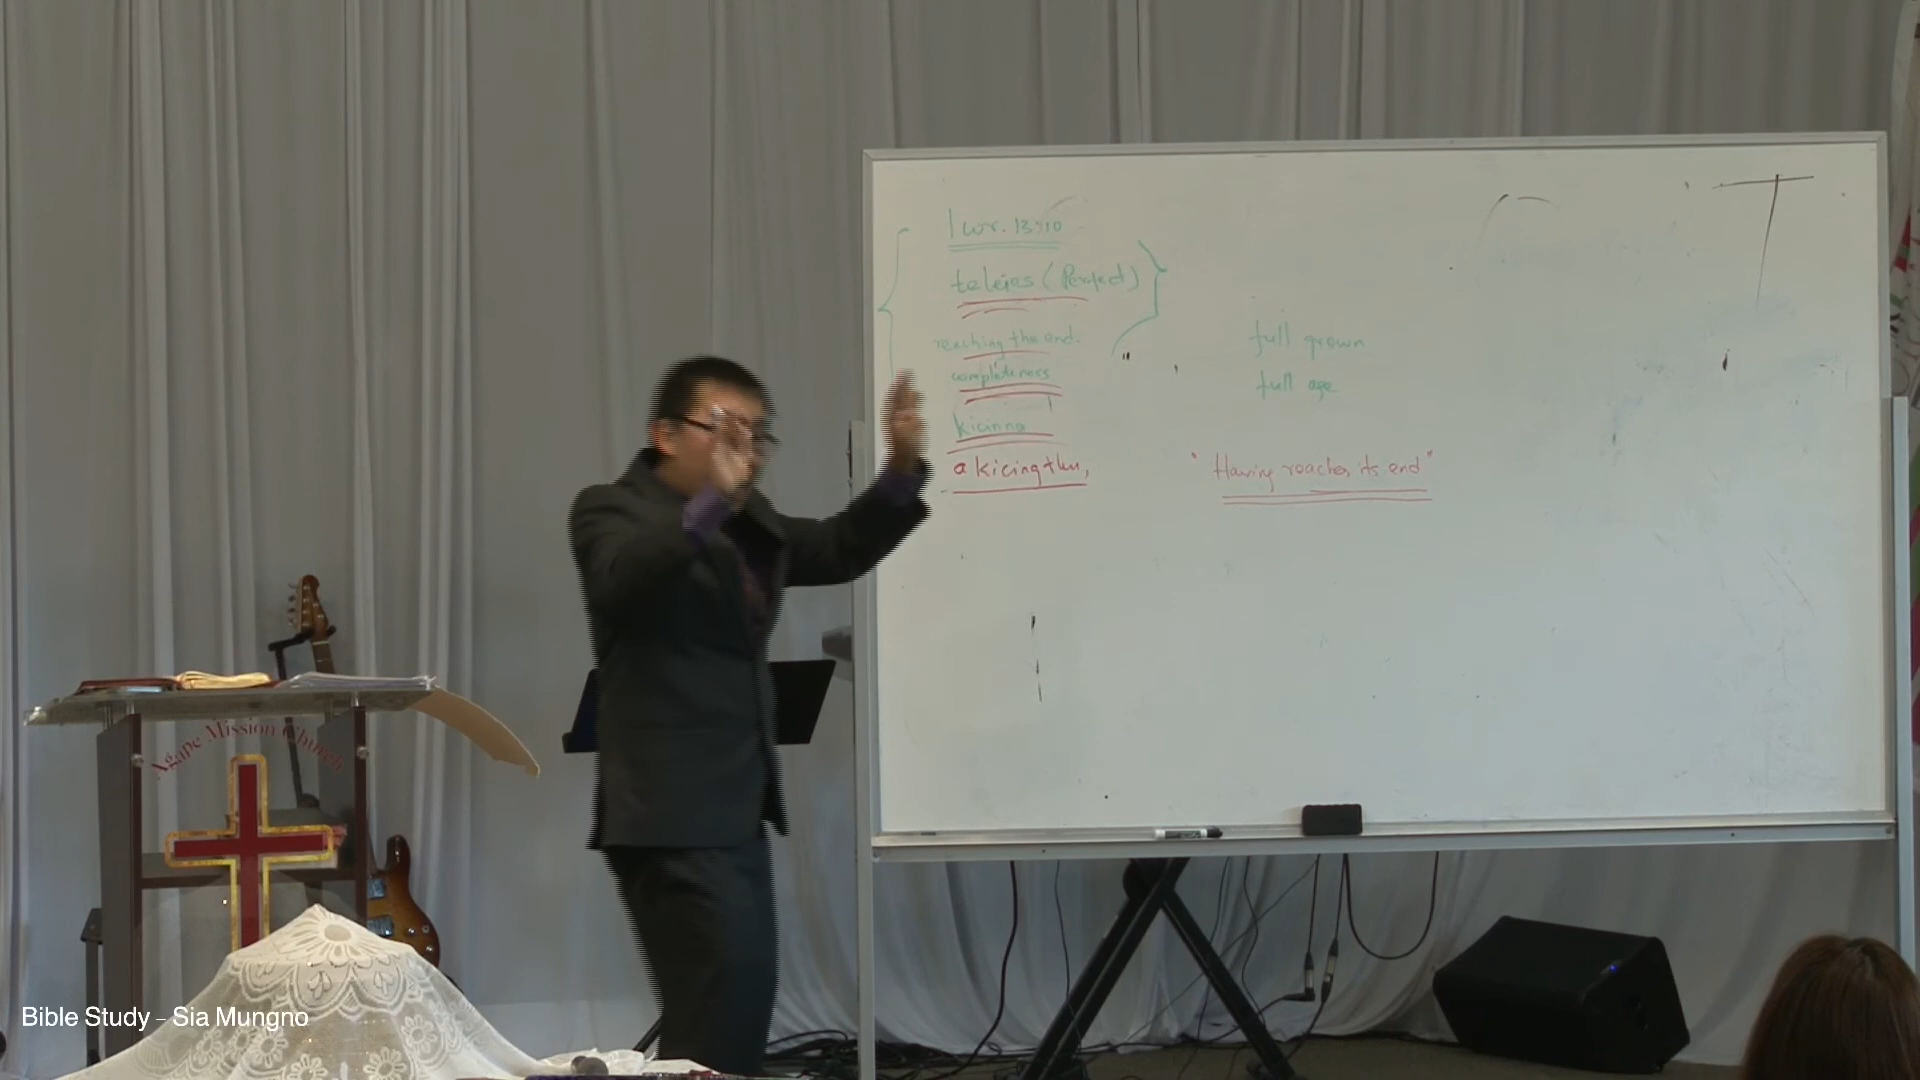 1 Cor. 13:10
teleios (Perfect)
reaching the end.
completeness
kicinna
a kicingthu,
full grown
full age
"Having reaches its end"
T
Agape Mission Church
Bible Study - Sia Mungno